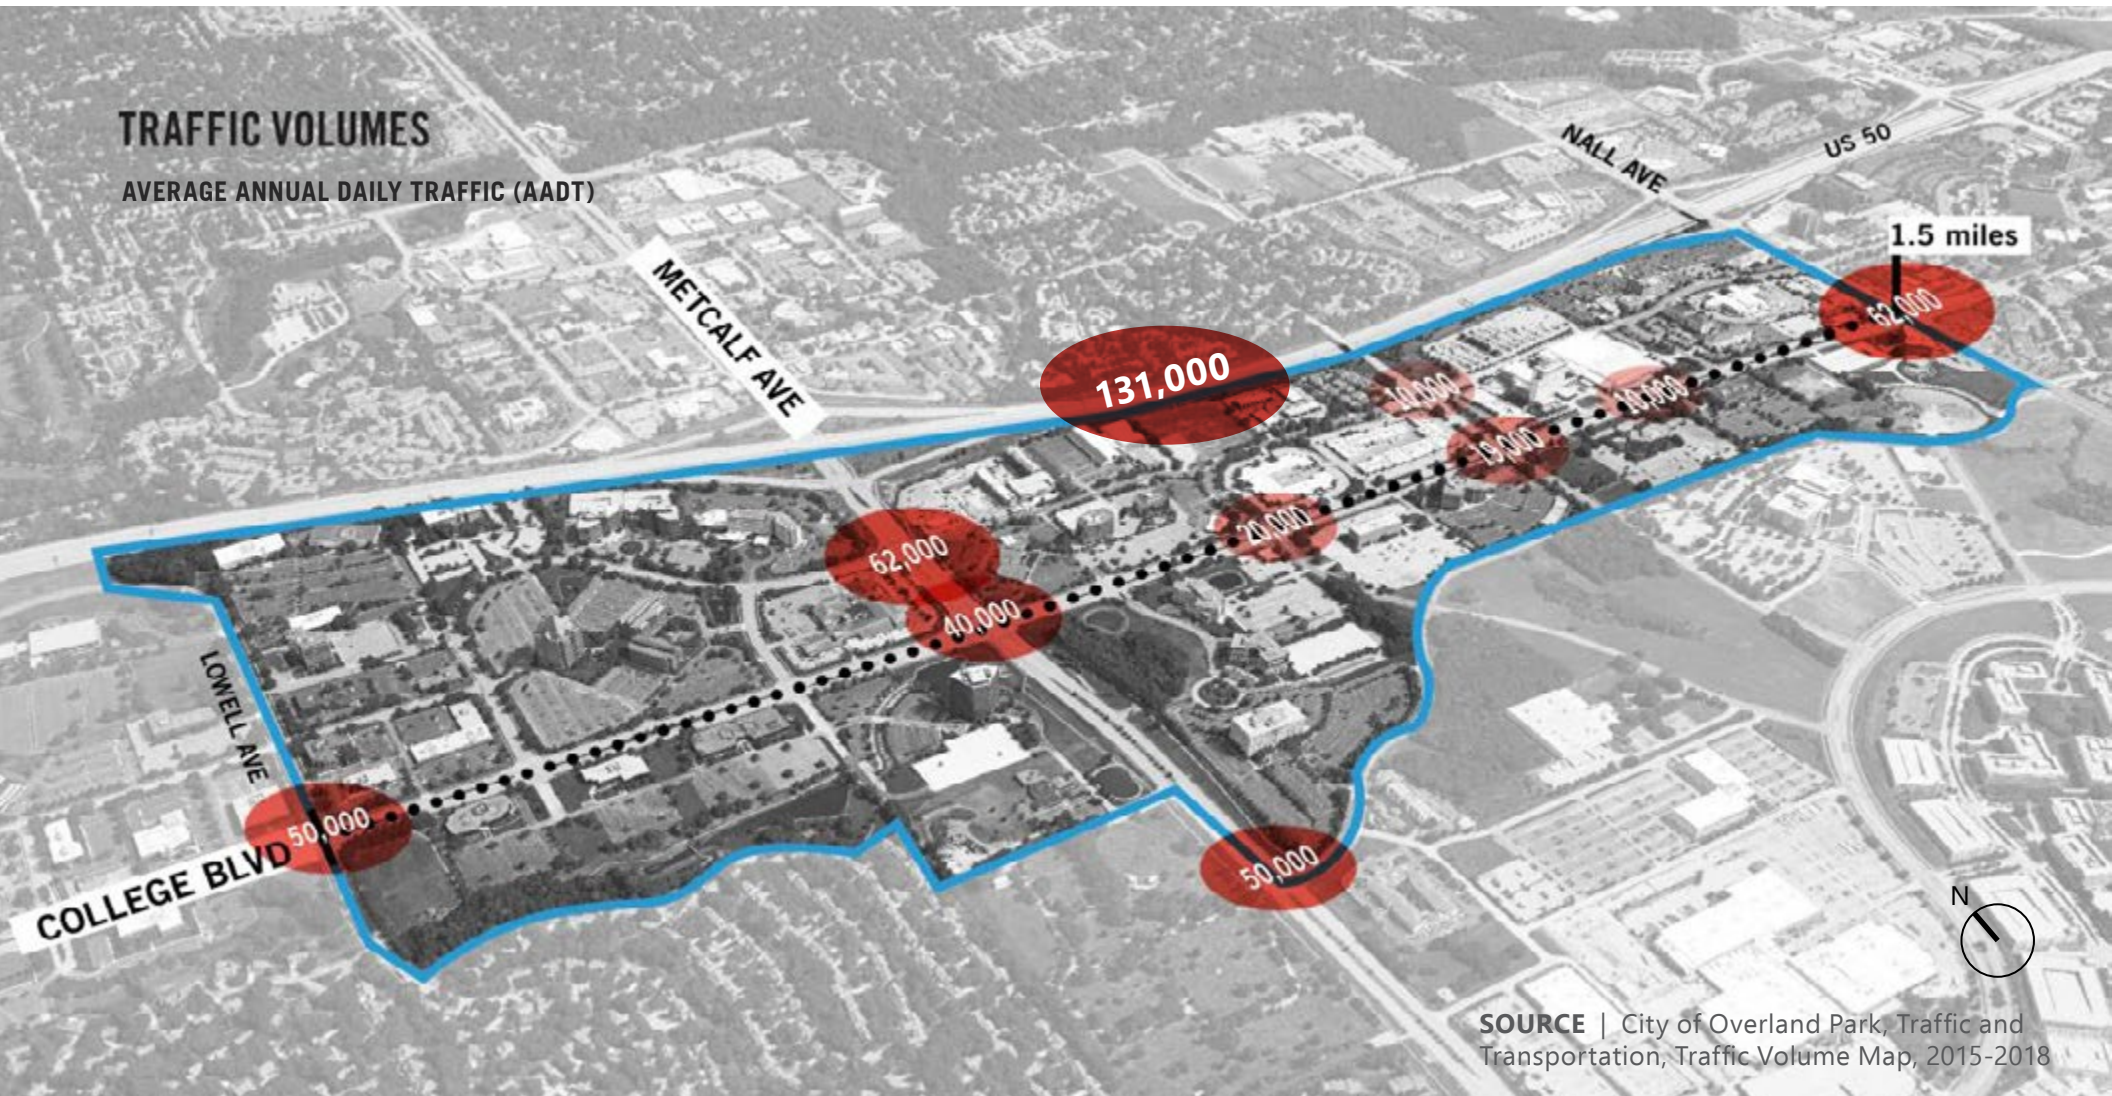 TRAFFIC VOLUMES
AVERAGE ANNUAL DAILY TRAFFIC (AADT)
NALL AVE
US 50
1.5 miles
METCALF AVE
62,000
131,000
20,000
62,000
40,000
LOWELL AVE
50,000
COLLEGE BLVD
50,000
N
SOURCE | City of Overland Park, Traffic and
Transportation, Traffic Volume Map, 2015-2018